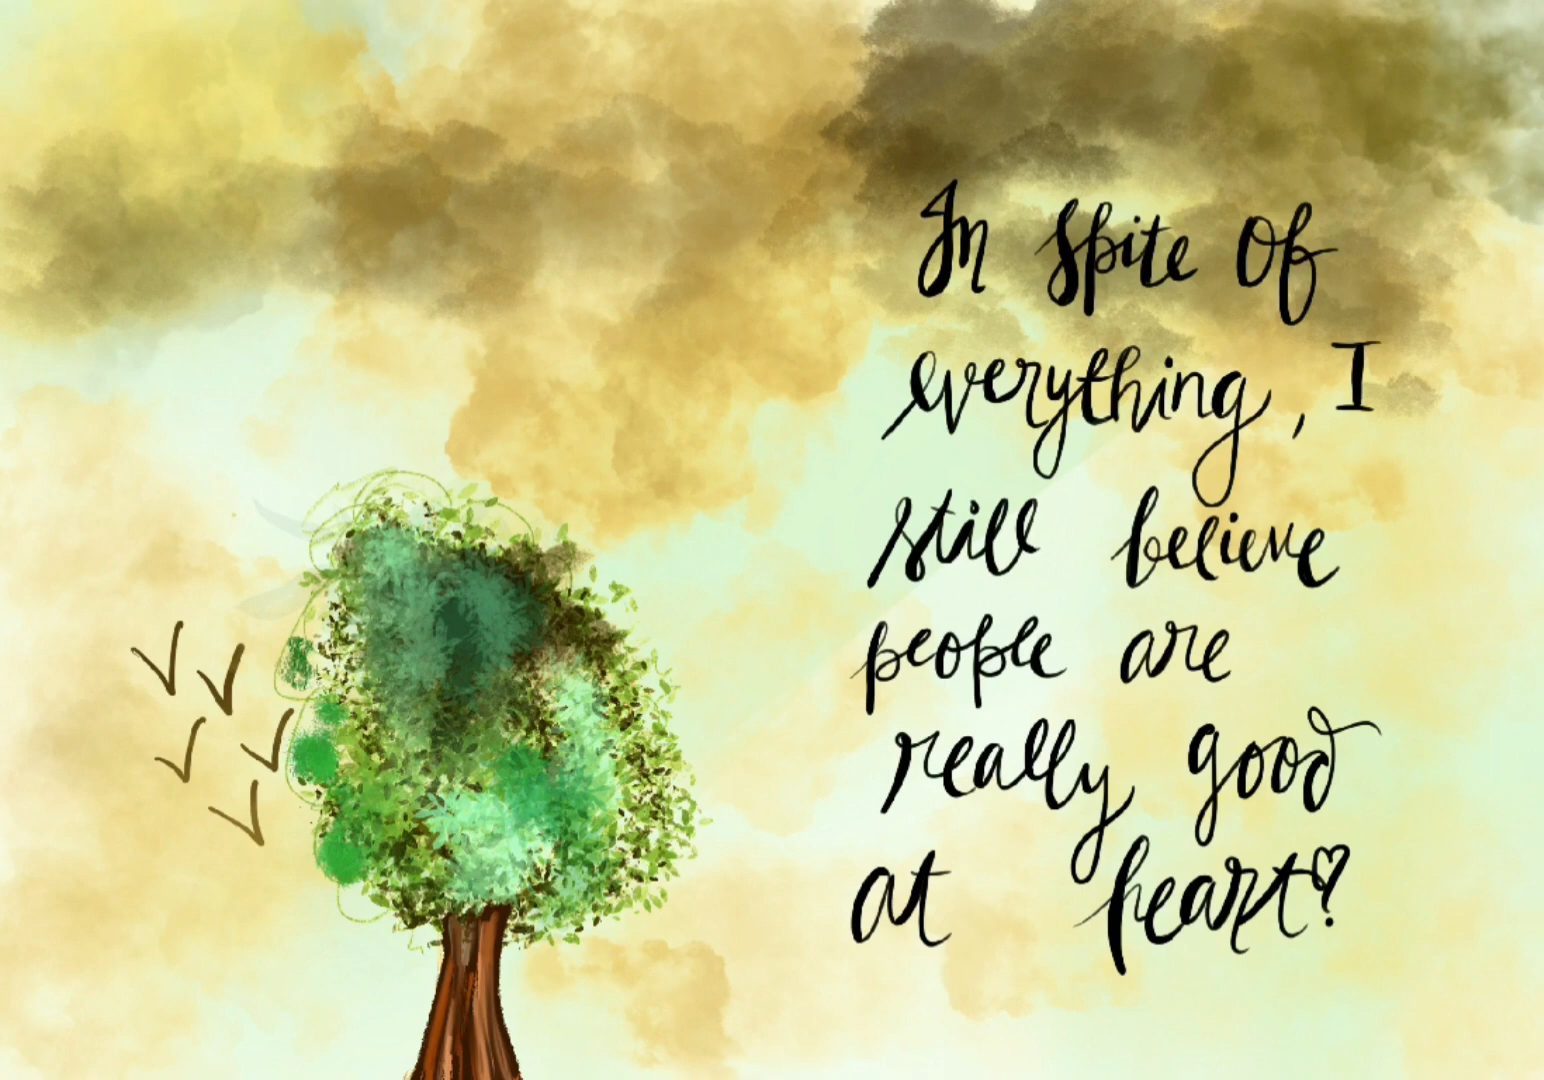 In Spite Of
everything, I
still believe
people are
really good
at heart?